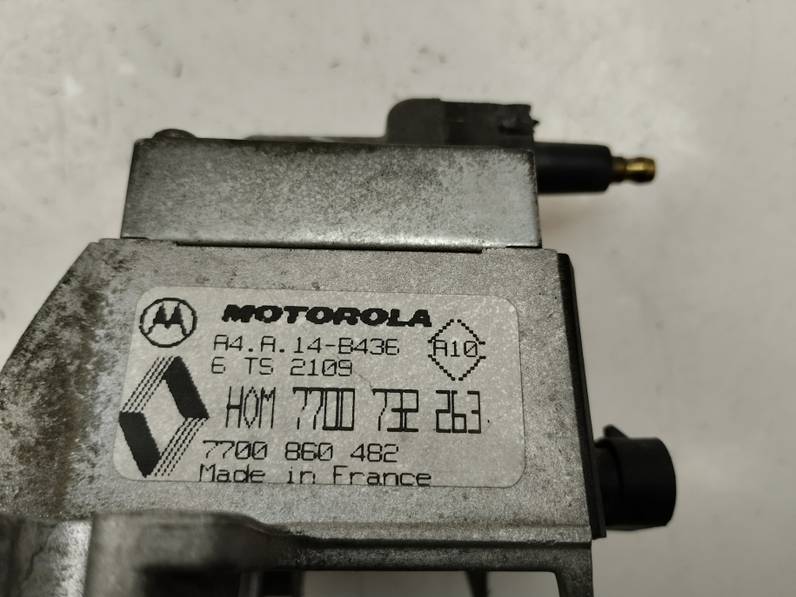 MOTOROLA
A4.A.14-B436
A10
6 TS 2109
HOM 7700 732 263
7700 860 482
Made in France